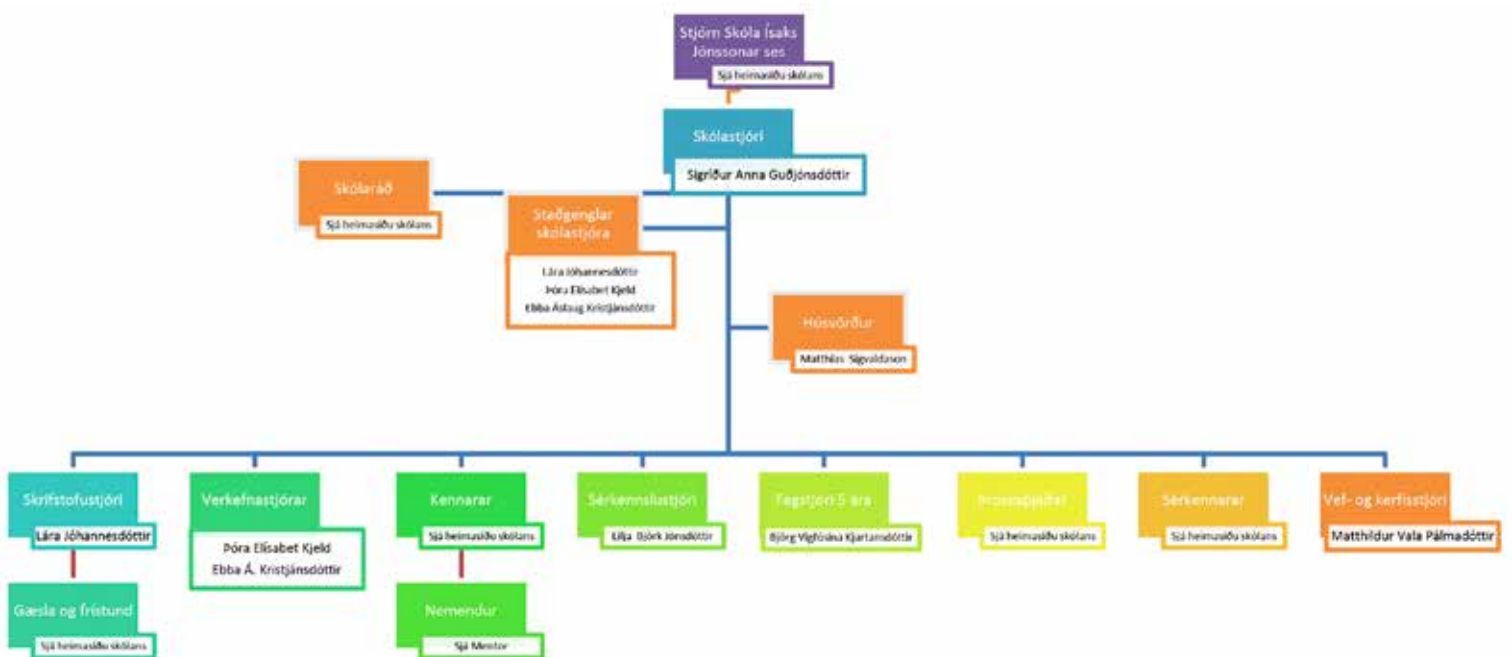 Stjórn Skóla Ísaks
Jónssonar ses
Sjá heimasíðu skólans
Skólastjóri
Sigríður Anna Guðjónsdóttir
Skólaráð
Sjá heimasíðu skólans
Staðgenglar
skólastjóra
Lára Jóhannesdóttir
Þóra Elísabet Kjeld
Ebba Áslaug Kristjánsdóttir
Húsvörður
Matthías Sigvaldason
Skrifstofustjóri
Lára Jóhannesdóttir
Verkefnastjórar
Þóra Elísabet Kjeld
Ebba Á. Kristjánsdóttir
Kennarar
Sjá heimasíðu skólans
Sérkennslustjóri
Lilja Björk Jónsdóttir
Fagstjóri 5 ára
Björg Vigfúsína Kjartansdóttir
Þroskaþjálfar
Sjá heimasíðu skólans
Sérkennarar
Sjá heimasíðu skólans
Vef- og kerfisstjóri
Matthildur Vala Pálmadóttir
Gæsla og frístund
Sjá heimasíðu skólans
Nemendur
Sjá Mentor